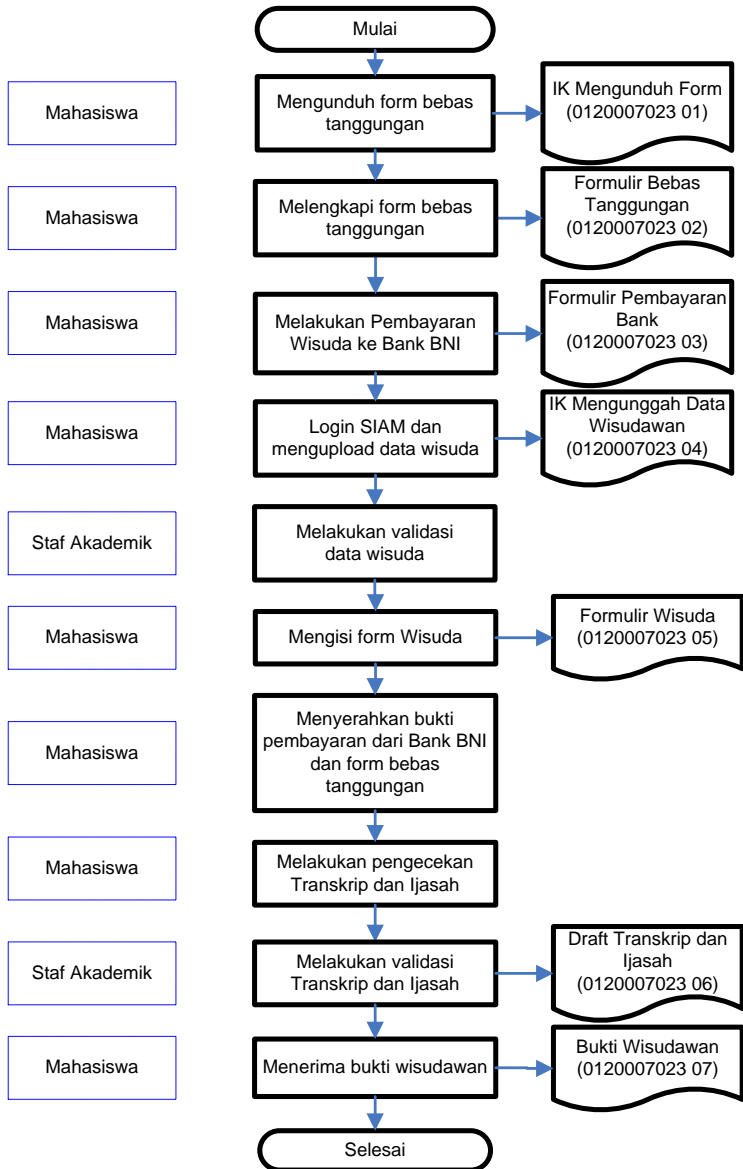 Mulai
Mahasiswa
Mengunduh form bebas
tanggungan
IK Mengunduh Form
(0120007023 01)
Mahasiswa
Melengkapi form bebas
tanggungan
Formulir Bebas
Tanggungan
(0120007023 02)
Mahasiswa
Melakukan Pembayaran
Wisuda ke Bank BNI
Formulir Pembayaran
Bank
(0120007023 03)
Mahasiswa
Login SIAM dan
mengupload data wisuda
IK Mengunggah Data
Wisudawan
(0120007023 04)
Staf Akademik
Melakukan validasi
data wisuda
Mahasiswa
Mengisi form Wisuda
Formulir Wisuda
(0120007023 05)
Mahasiswa
Menyerahkan bukti
pembayaran dari Bank BNI
dan form bebas
tanggungan
Mahasiswa
Melakukan pengecekan
Transkrip dan Ijasah
Staf Akademik
Melakukan validasi
Transkrip dan Ijasah
Draft Transkrip dan
Ijasah
(0120007023 06)
Mahasiswa
Menerima bukti wisudawan
Bukti Wisudawan
(0120007023 07)
Selesai